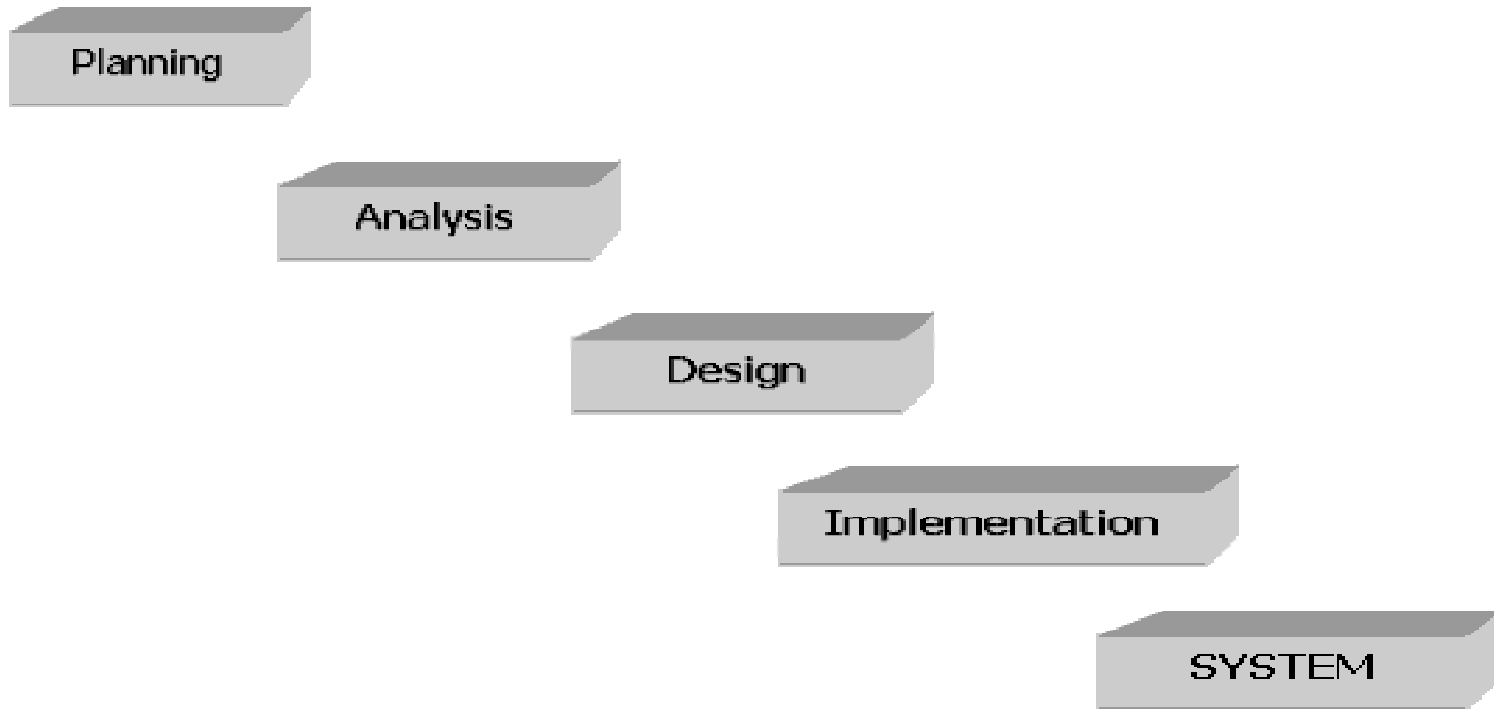 Planning
Analysis
Design
Implementation
SYSTEM